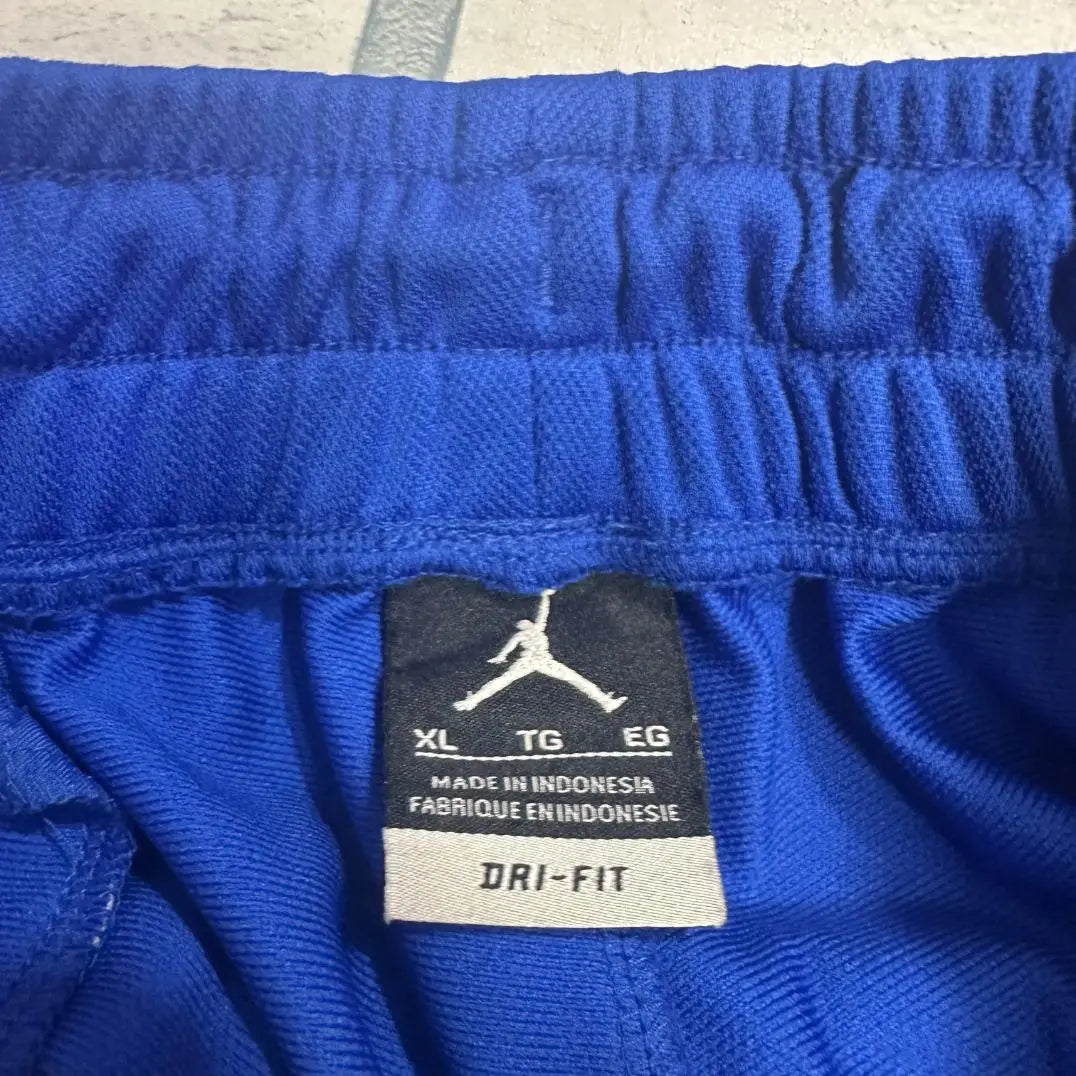 XL TG EG
MADE IN INDONESIA
FABRIQUE EN INDONESIE
DRI-FIT